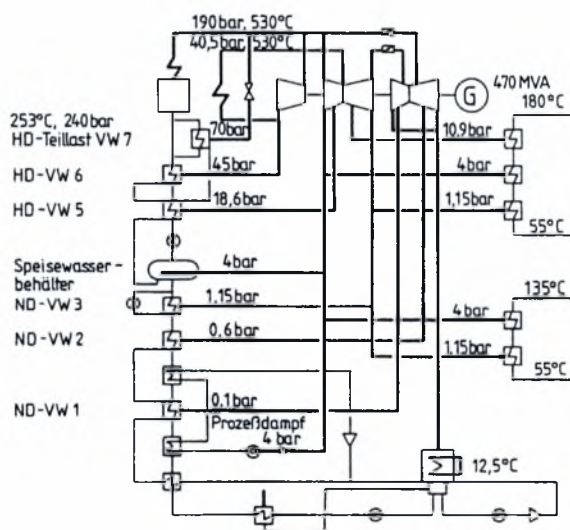 190bar, 530°C
40,5bar, 530°C
G
470 MVA
180°C
253°C, 240bar
HD-Teillast VW 7
70bar
10,9bar
HD-VW 6
45bar
4bar
HD-VW 5
18,6bar
1,15bar
55°C
Speisewasser-
behälter
4bar
135°C
ND-VW 3
1,15bar
4bar
ND-VW 2
0,6bar
1,15bar
55°C
ND-VW 1
0,1bar
Prozeßdampf
4 bar
12,5°C